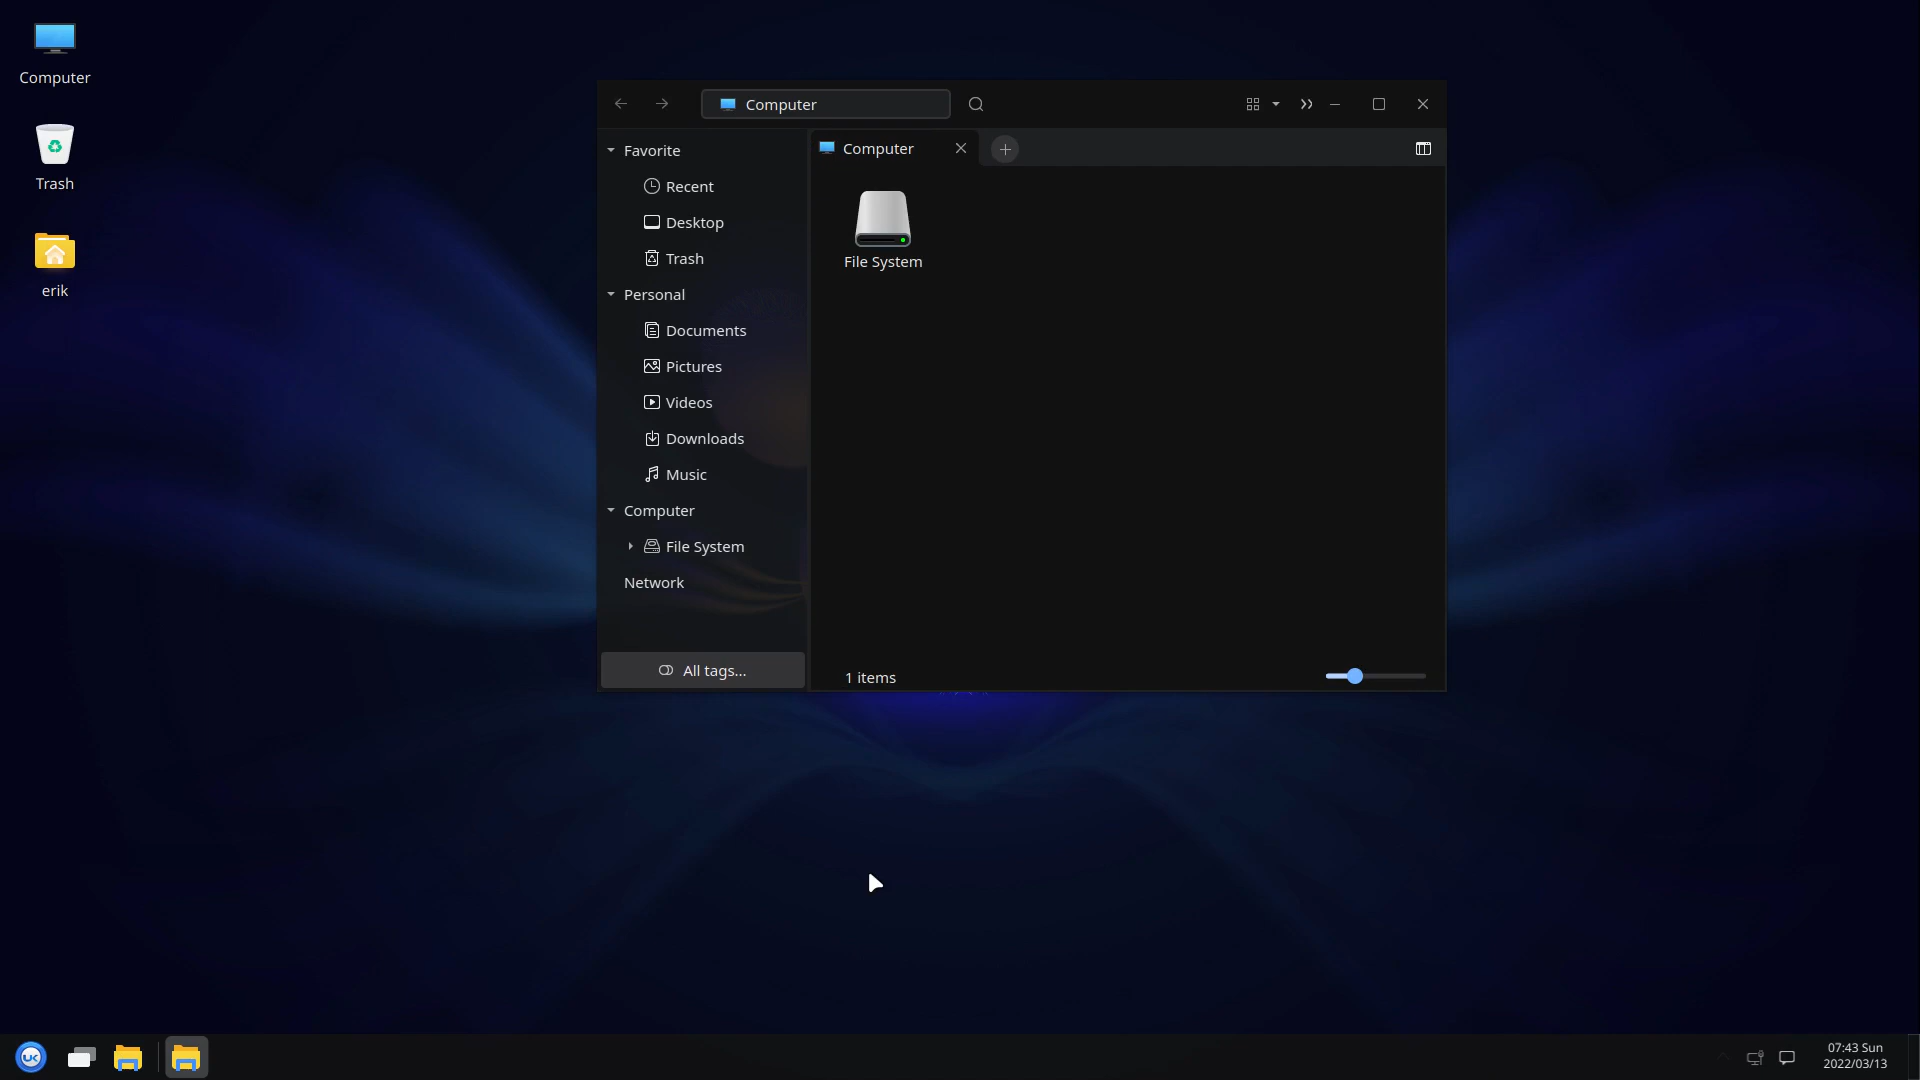 Computer
Trash
erik
Computer
Favorite
Recent
Desktop
Trash
Personal
Documents
Pictures
Videos
Downloads
Music
Computer
File System
Network
All tags...
Computer
File System
1 items
UK
07:43 Sun
2022/03/13